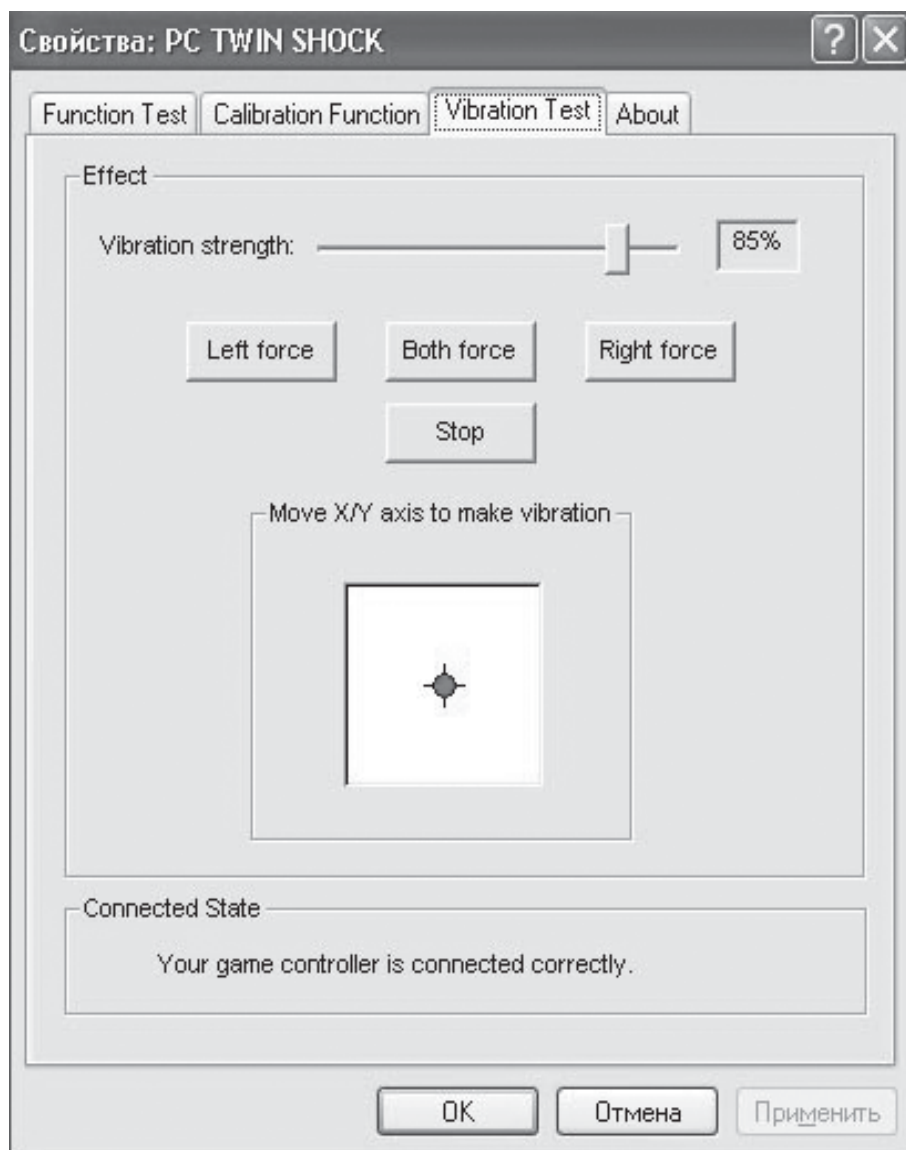 Свойства: PC TWIN SHOCK
Function Test Calibration Function Vibration Test About
Effect
Vibration strength: 85%
Left force Both force Right force
Stop
Move X/Y axis to make vibration
Connected State
Your game controller is connected correctly.
OK Отмена Применить